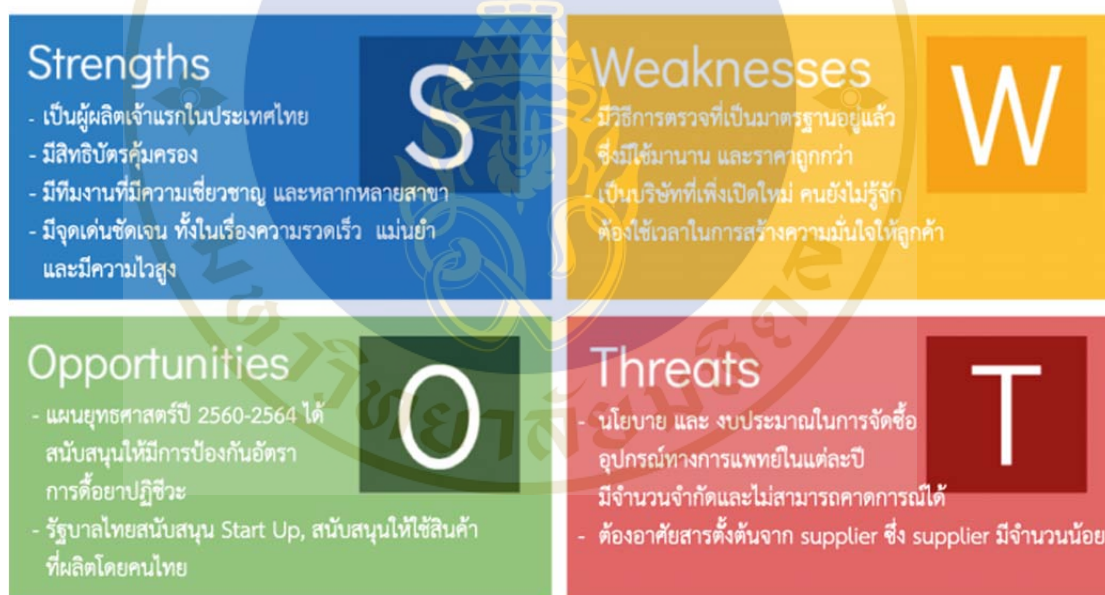 Strengths
S
- เป็นผู้ผลิตเจ้าแรกในประเทศไทย
- มีสิทธิบัตรคุ้มครอง
- มีทีมงานที่มีความเชี่ยวชาญ และหลากหลายสาขา
- มีจุดเด่นชัดเจน ทั้งในเรื่องความรวดเร็ว แม่นยำ
และมีความไวสูง
Weaknesses
W
- มีวิธีการตรวจที่เป็นมาตรฐานอยู่แล้ว
ซึ่งมีใช้มานาน และราคาถูกกว่า
- เป็นบริษัทที่เพิ่งเปิดใหม่ คนยังไม่รู้จัก
ต้องใช้เวลาในการสร้างความมั่นใจให้ลูกค้า
Opportunities
O
- แผนยุทธศาสตร์ปี 2560-2564 ได้
สนับสนุนให้มีการป้องกันอัตรา
การดื้อยาปฏิชีวะ
- รัฐบาลไทยสนับสนุน Start Up, สนับสนุนให้ใช้สินค้า
ที่ผลิตโดยคนไทย
Threats
T
- นโยบาย และ งบประมาณในการจัดซื้อ
อุปกรณ์ทางการแพทย์ในแต่ละปี
มีจำนวนจำกัดและไม่สามารถคาดการณ์ได้
- ต้องอาศัยสารตั้งต้นจาก supplier ซึ่ง supplier มีจำนวนน้อย
มหาวิทยาลัยมหิดล